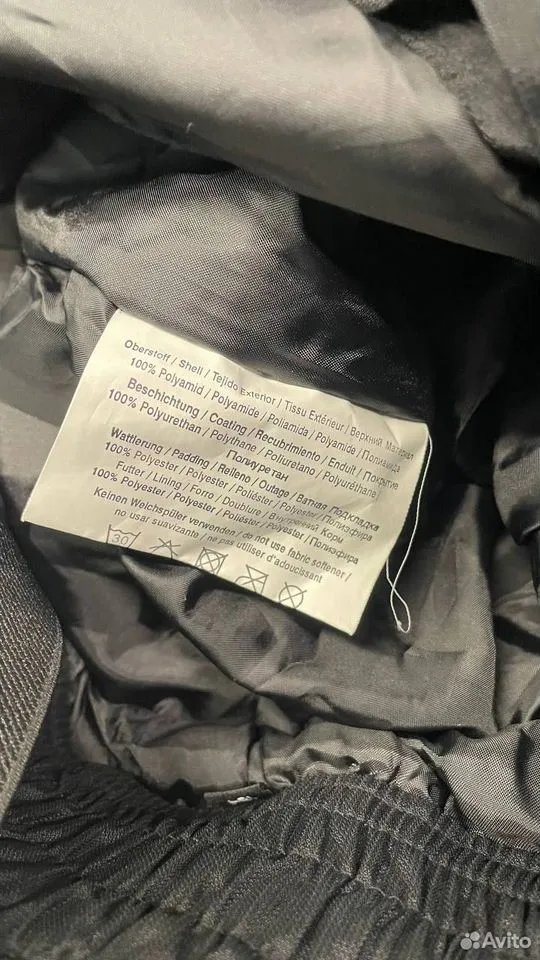 Oberstoff / Shell / Tejido Exterior / Tissu Extérieur / Верхний Материал
100% Polyamid / Polyamide / Poliamida / Polyamide / Полиамида
Beschichtung / Coating / Recubrimiento / Enduit / Покрытие
100% Polyurethan / Polythane / Poliuretano / Polyuréthane /
Полиуретан
Wattierung / Padding / Relleno / Outage / Ватная Подкладка
100% Polyester / Polyester / Poliéster / Polyester / Полиэфира
Futter / Lining / Forro / Doublure / Внутренний Корм
100% Polyester / Polyester / Poliéster / Polyester / Полиэфира
Keinen Weichspüler verwenden / do not use fabric softener /
no usar suavizante / ne pas utiliser d'adoucissant
30
Avito